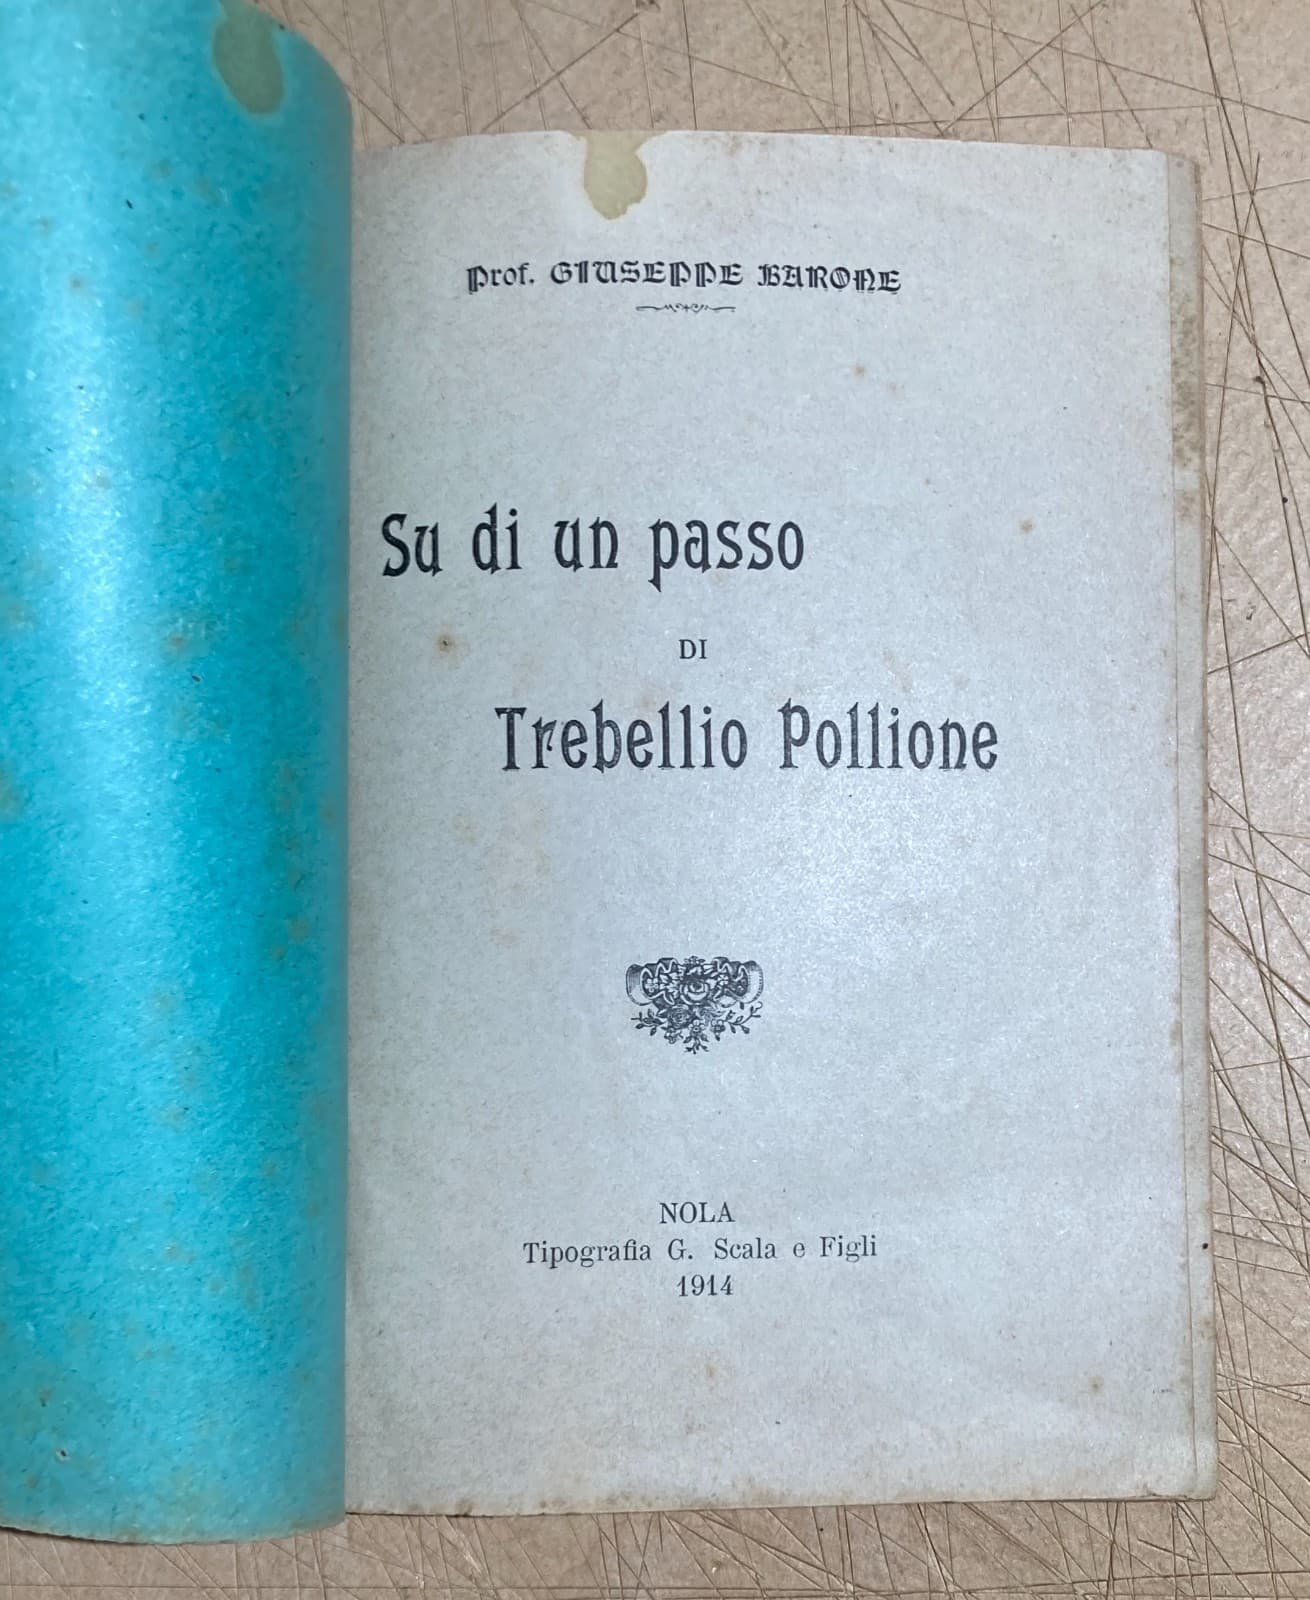 Prof. GIUSEPPE BARONE
Su di un passo
DI
Trebellio Pollione
NOLA
Tipografia G. Scala e Figli
1914